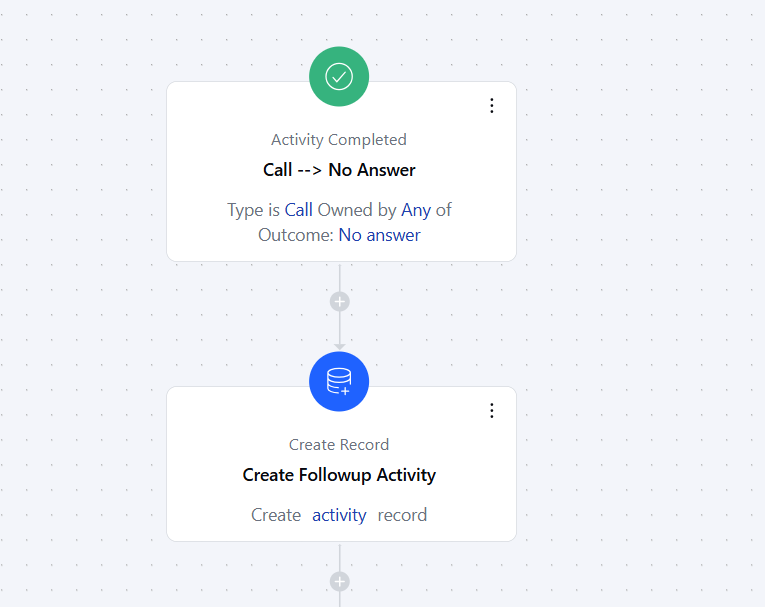 Activity Completed
Call --> No Answer
Type is Call Owned by Any of
Outcome: No answer
Create Record
Create Followup Activity
Create activity record